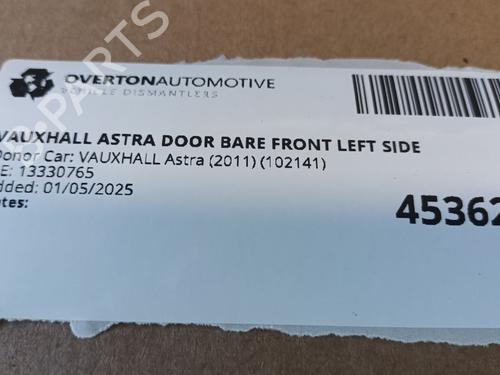 OVERTONAUTOMOTIVE
VEHICLE DISMANTLERS
VAUXHALL ASTRA DOOR BARE FRONT LEFT SIDE
Donor Car: VAUXHALL Astra (2011) (102141)
E: 13330765
dded: 01/05/2025
tes:
45362